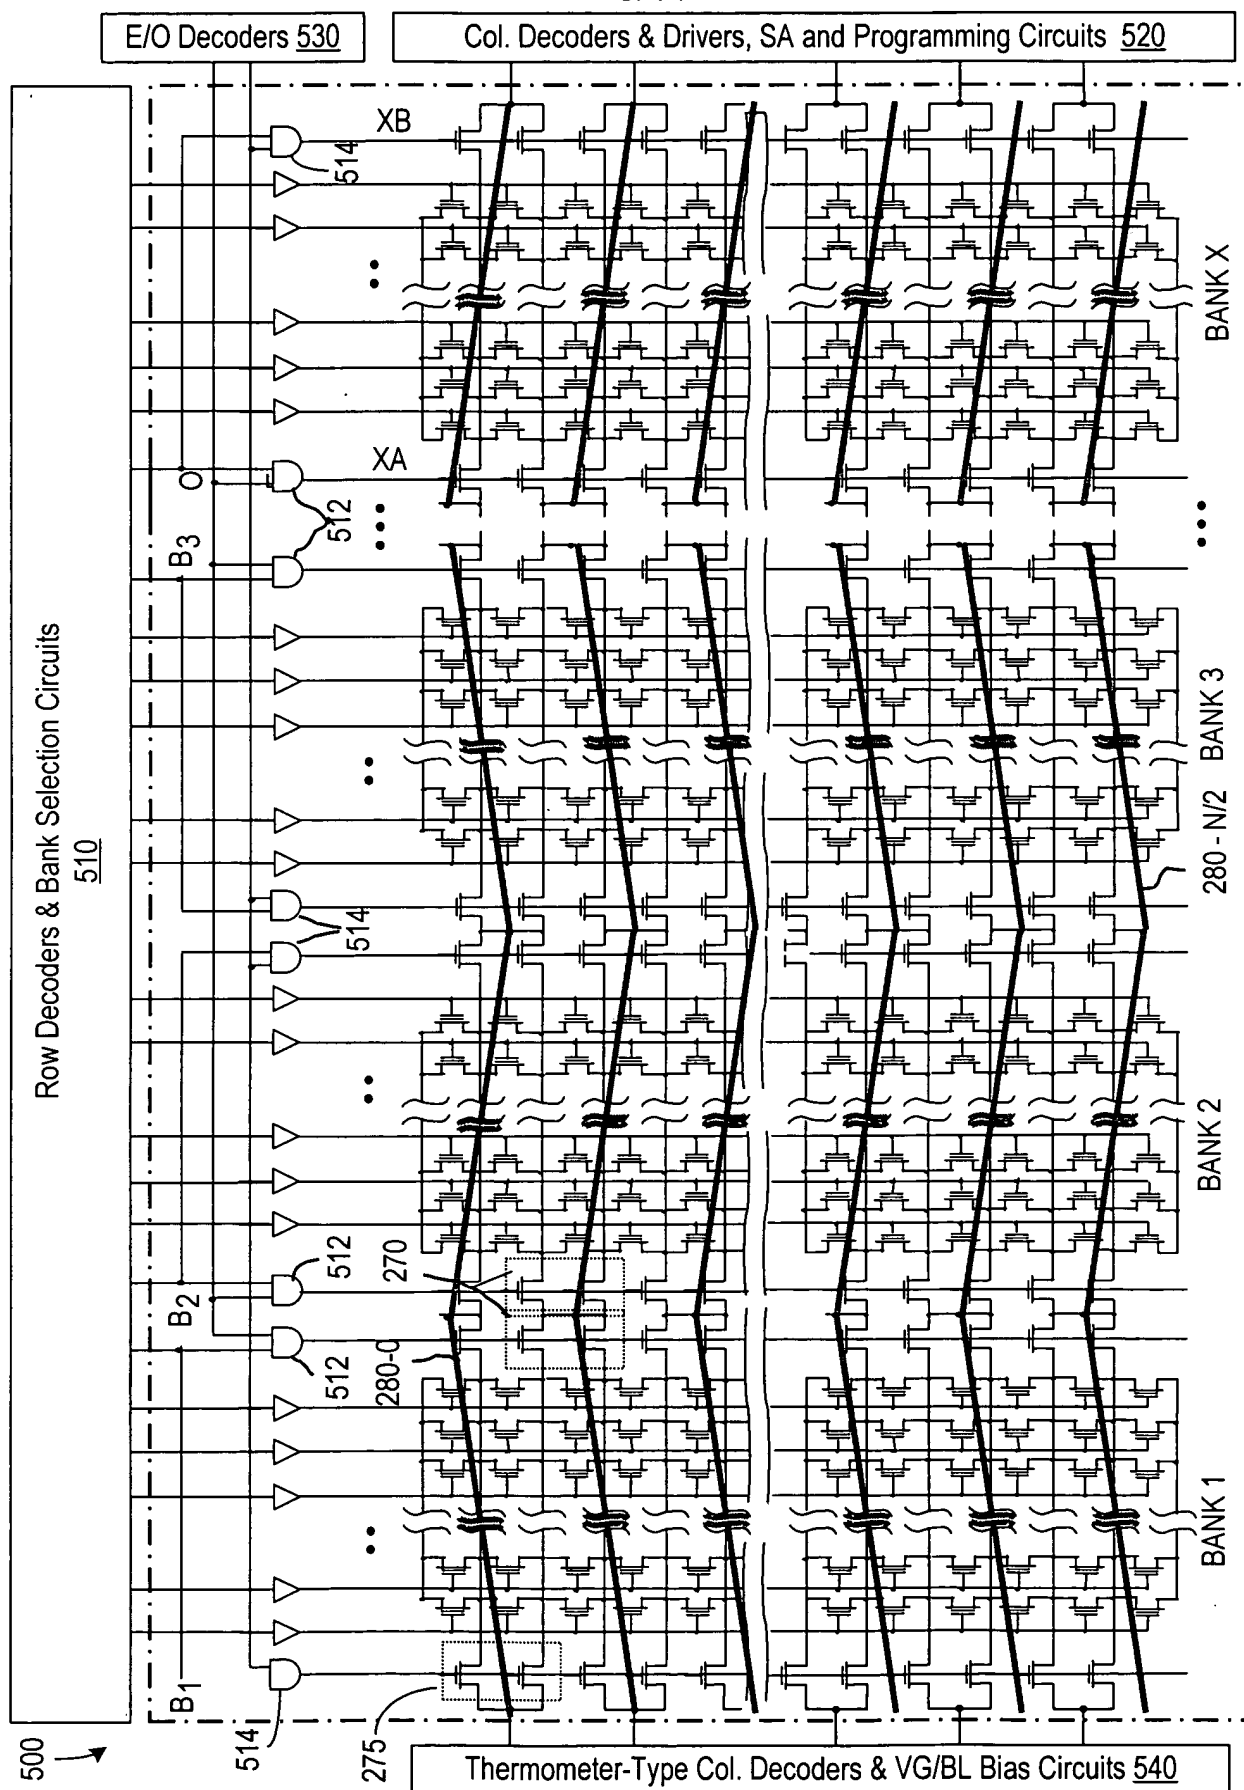 E/O Decoders 530
Col. Decoders & Drivers, SA and Programming Circuits 520
Row Decoders & Bank Selection Circuits
510
XB
514
BANK X
XA
O
512
B3
BANK 3
280 - N/2
514
BANK 2
512
270
B2
512
280-0
BANK 1
B1
514
275
500
Thermometer-Type Col. Decoders & VG/BL Bias Circuits 540